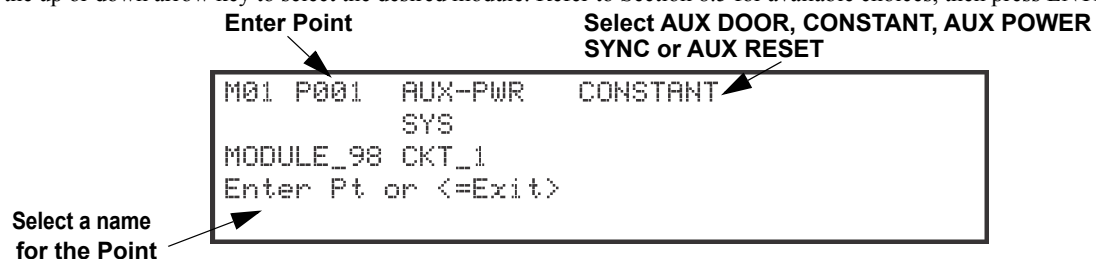 the up or down arrow key to select the desired module. Refer to Section 8.3 for available choices, then press
Enter Point
Select AUX DOOR, CONSTANT, AUX POWER
SYNC or AUX RESET
M01 P001 AUX-PWR CONSTANT
SYS
MODULE_98 CKT_1
Enter Pt or <=Exit>
Select a name
for the Point